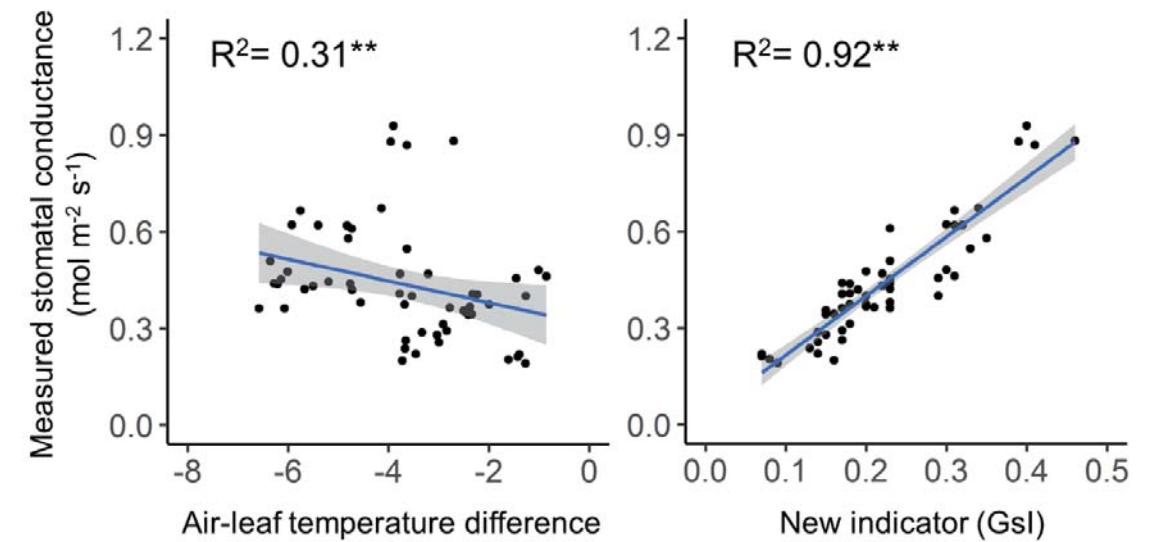 Measured stomatal conductance
(mol m⁻² s⁻¹)
R²= 0.31**
1.2
0.9
0.6
0.3
0.0
-8 -6 -4 -2 0
Air-leaf temperature difference
R²= 0.92**
1.2
0.9
0.6
0.3
0.0
0.0 0.1 0.2 0.3 0.4 0.5
New indicator (GsI)